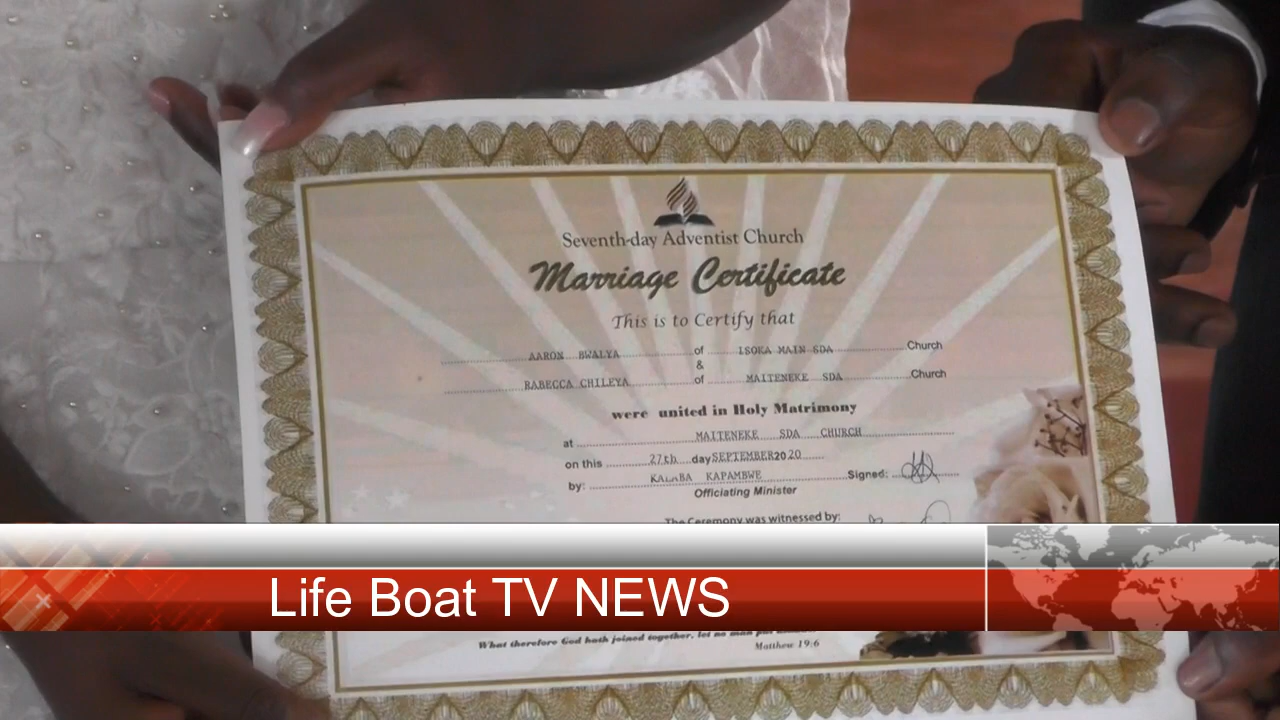 Seventh-day Adventist Church
Marriage Certificate
This is to Certify that
AARON BWALYA of ISOKA MAIN SDA Church
&
RABECCA CHILEYA of MAITENEKE SDA Church
were united in Holy Matrimony
at MAITENEKE SDA CHURCH
on this 27th day SEPTEMBER 2020
by: KALABA KAPAMBWE Signed:
Officiating Minister
The Ceremony was witnessed by:
Life Boat TV NEWS
What therefore God hath joined together, let no man put
Matthew 19:6